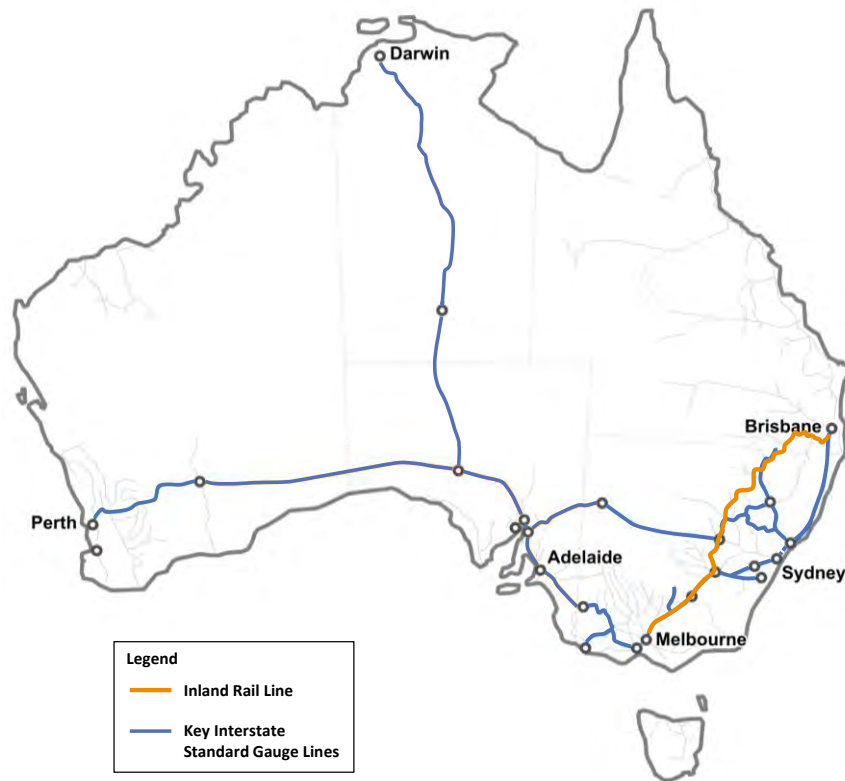 Darwin
Brisbane
Perth
Adelaide
Sydney
Melbourne
Legend
Inland Rail Line
Key Interstate
Standard Gauge Lines